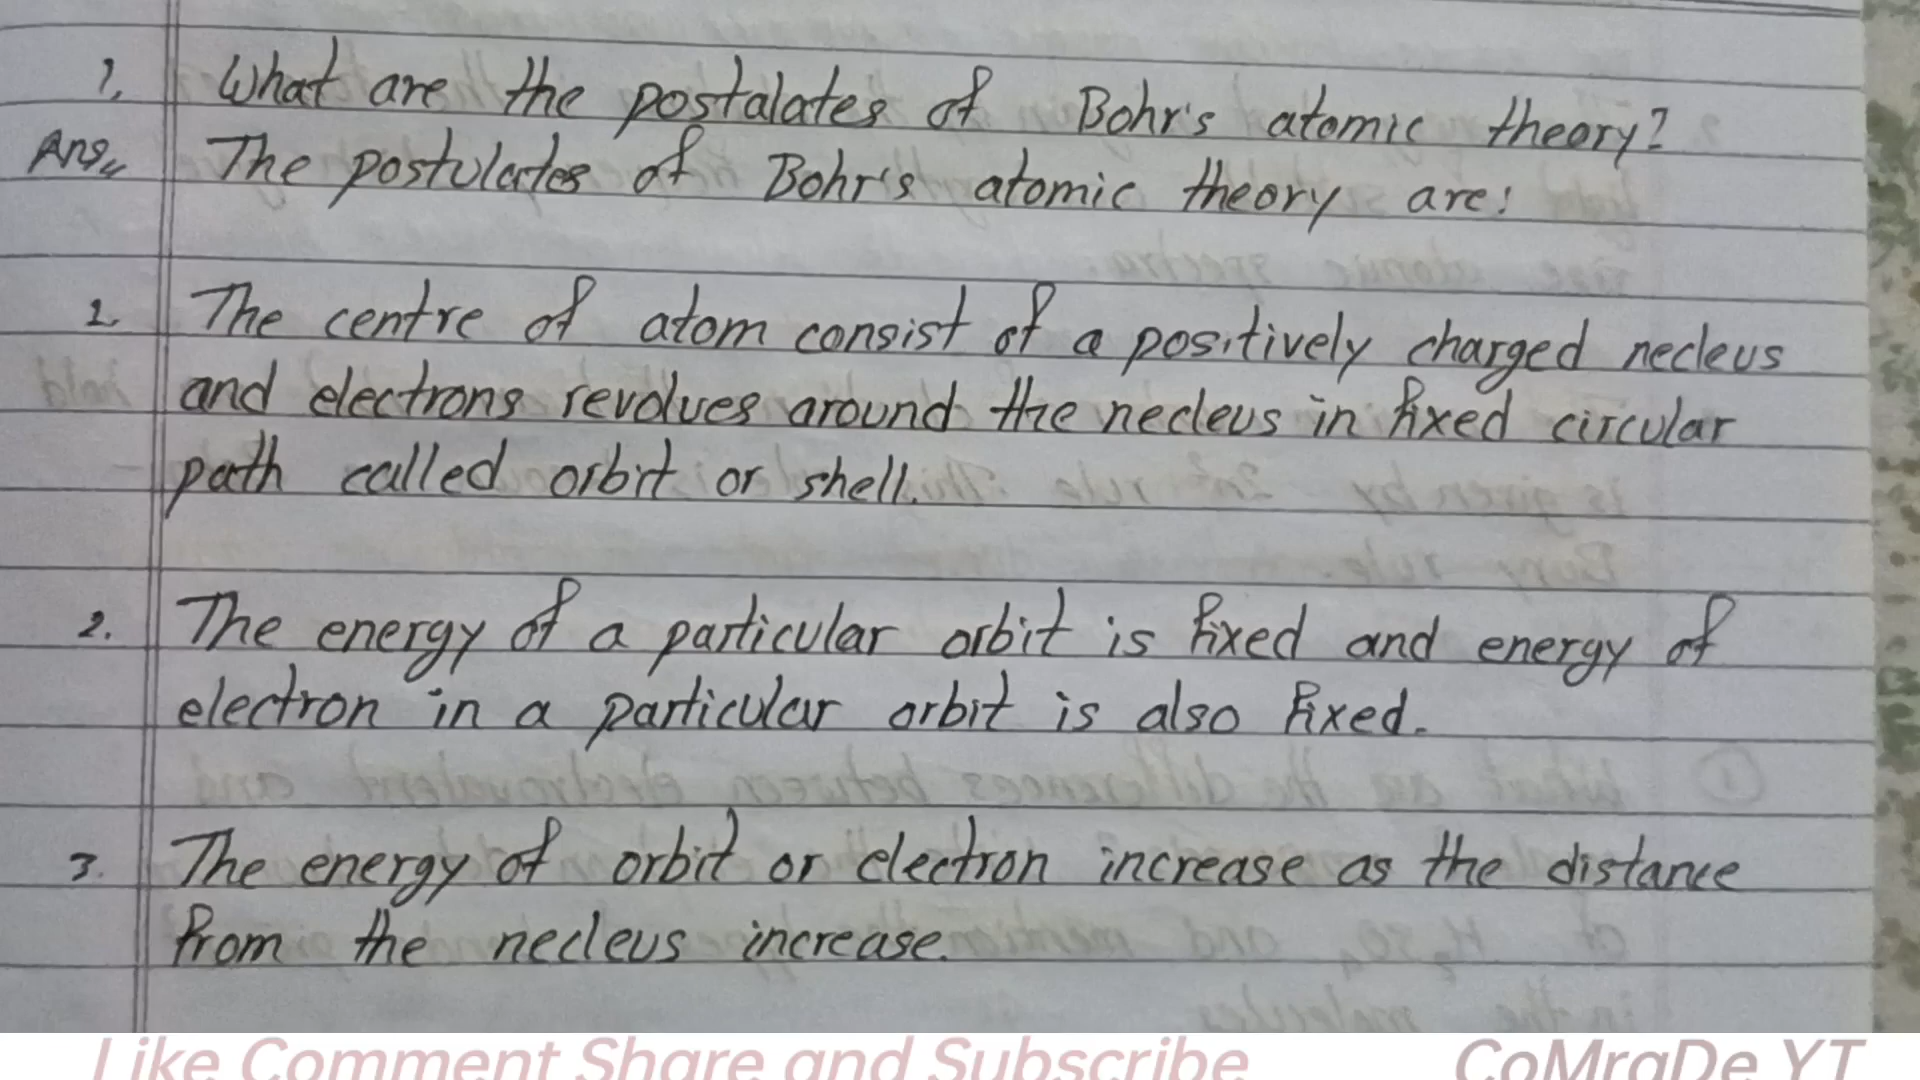 1. What are the postalates of Bohr's atomic theory?
Ans,, The postulates of Bohr's atomic theory are:
1. The centre of atom consist of a positively charged necleus
and electrons revolves around the necleus in fixed circular
path called orbit or shell.
2. The energy of a particular orbit is fixed and energy of
electron in a particular orbit is also fixed.
3. The energy of orbit or electron increase as the distance
from the necleus increase.
Like Comment Share and Subscribe CoMraDe YT